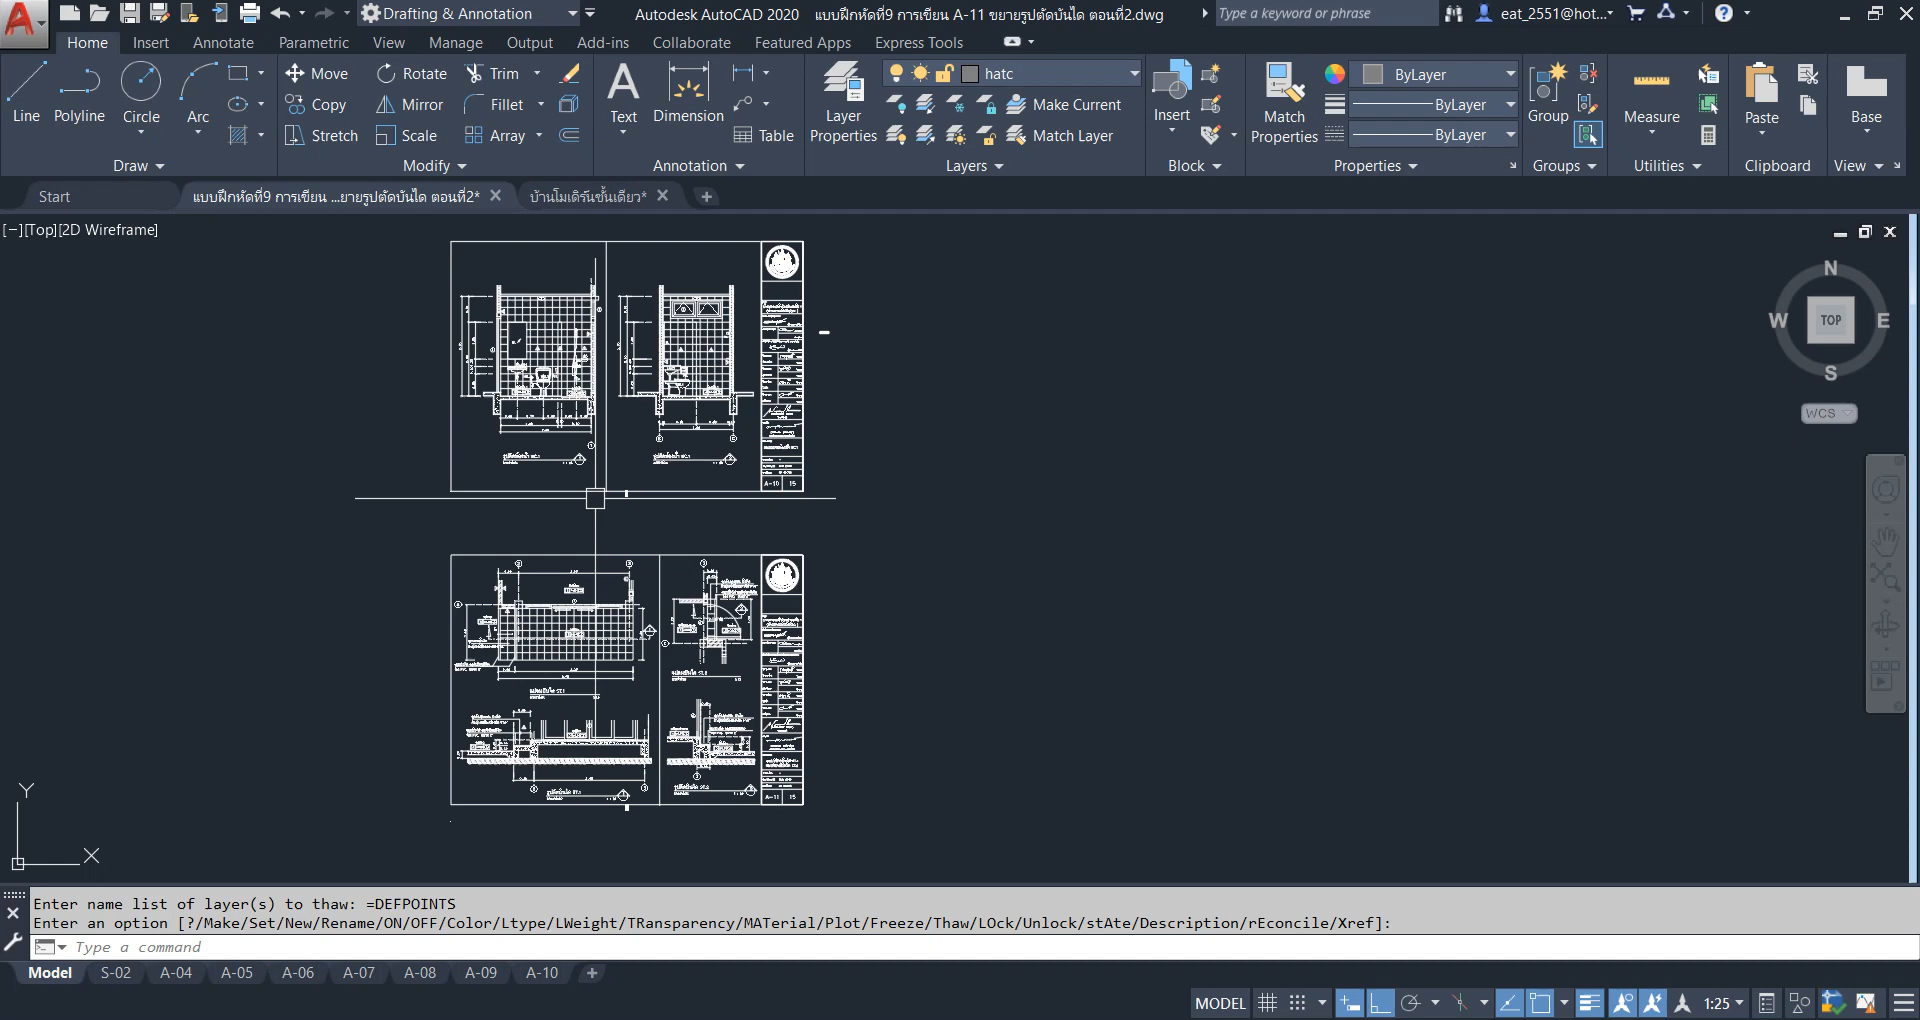 Drafting & Annotation
Autodesk AutoCAD 2020 แบบฝึกหัดที่9 การเขียน A-11 ขยายรูปตัดบันได ตอนที่2.dwg
Type a keyword or phrase
eat_2551@hot...
Home Insert Annotate Parametric View Manage Output Add-ins Collaborate Featured Apps Express Tools
Line Polyline Circle Arc
Move Rotate Trim
Copy Mirror Fillet
Stretch Scale Array
Text Dimension Table
Layer Properties
hatc
Make Current
Match Layer
Insert
Match Properties
ByLayer
ByLayer
ByLayer
Group Measure Paste Base
Draw Modify Annotation Layers Block Properties Groups Utilities Clipboard View
Start แบบฝึกหัดที่9 การเขียน ...ยายรูปตัดบันได ตอนที่2* บ้านโมเดิร์นชั้นเดียว*
[−][Top][2D Wireframe]
N
W TOP E
S
WCS
A-10 15
A-11 15
Y
X
Enter name list of layer(s) to thaw: =DEFPOINTS
Enter an option [?/Make/Set/New/Rename/ON/OFF/Color/Ltype/LWeight/TRansparency/MATerial/Plot/Freeze/Thaw/LOck/Unlock/stAte/Description/rEconcile/Xref]:
Type a command
Model S-02 A-04 A-05 A-06 A-07 A-08 A-09 A-10
MODEL 1:25